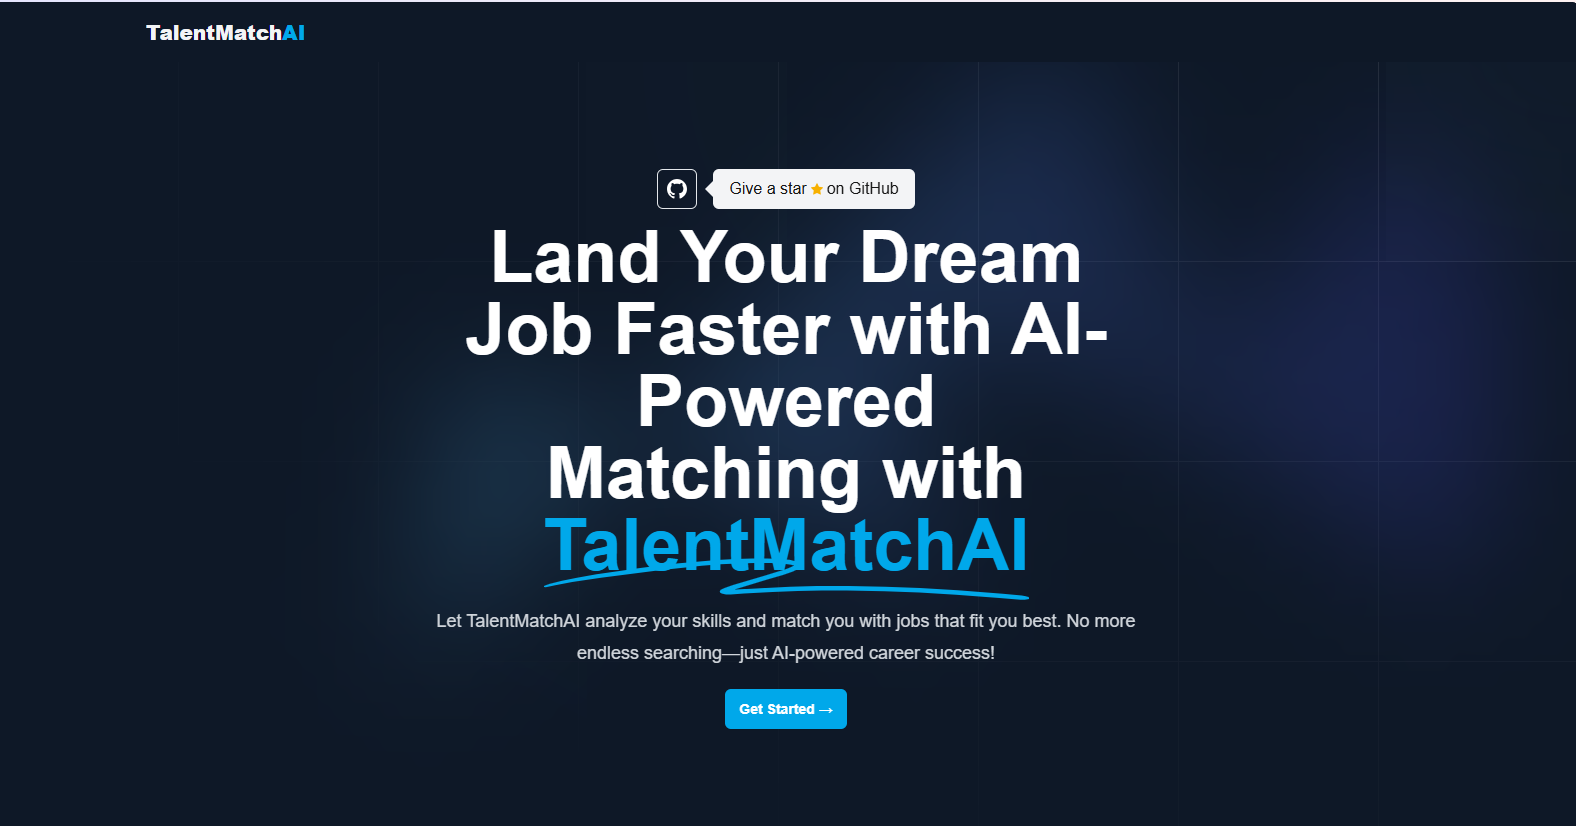 TalentMatchAI
Give a star ⭐ on GitHub
Land Your Dream
Job Faster with AI-
Powered
Matching with
TalentMatchAI
Let TalentMatchAI analyze your skills and match you with jobs that fit you best. No more
endless searching—just AI-powered career success!
Get Started →